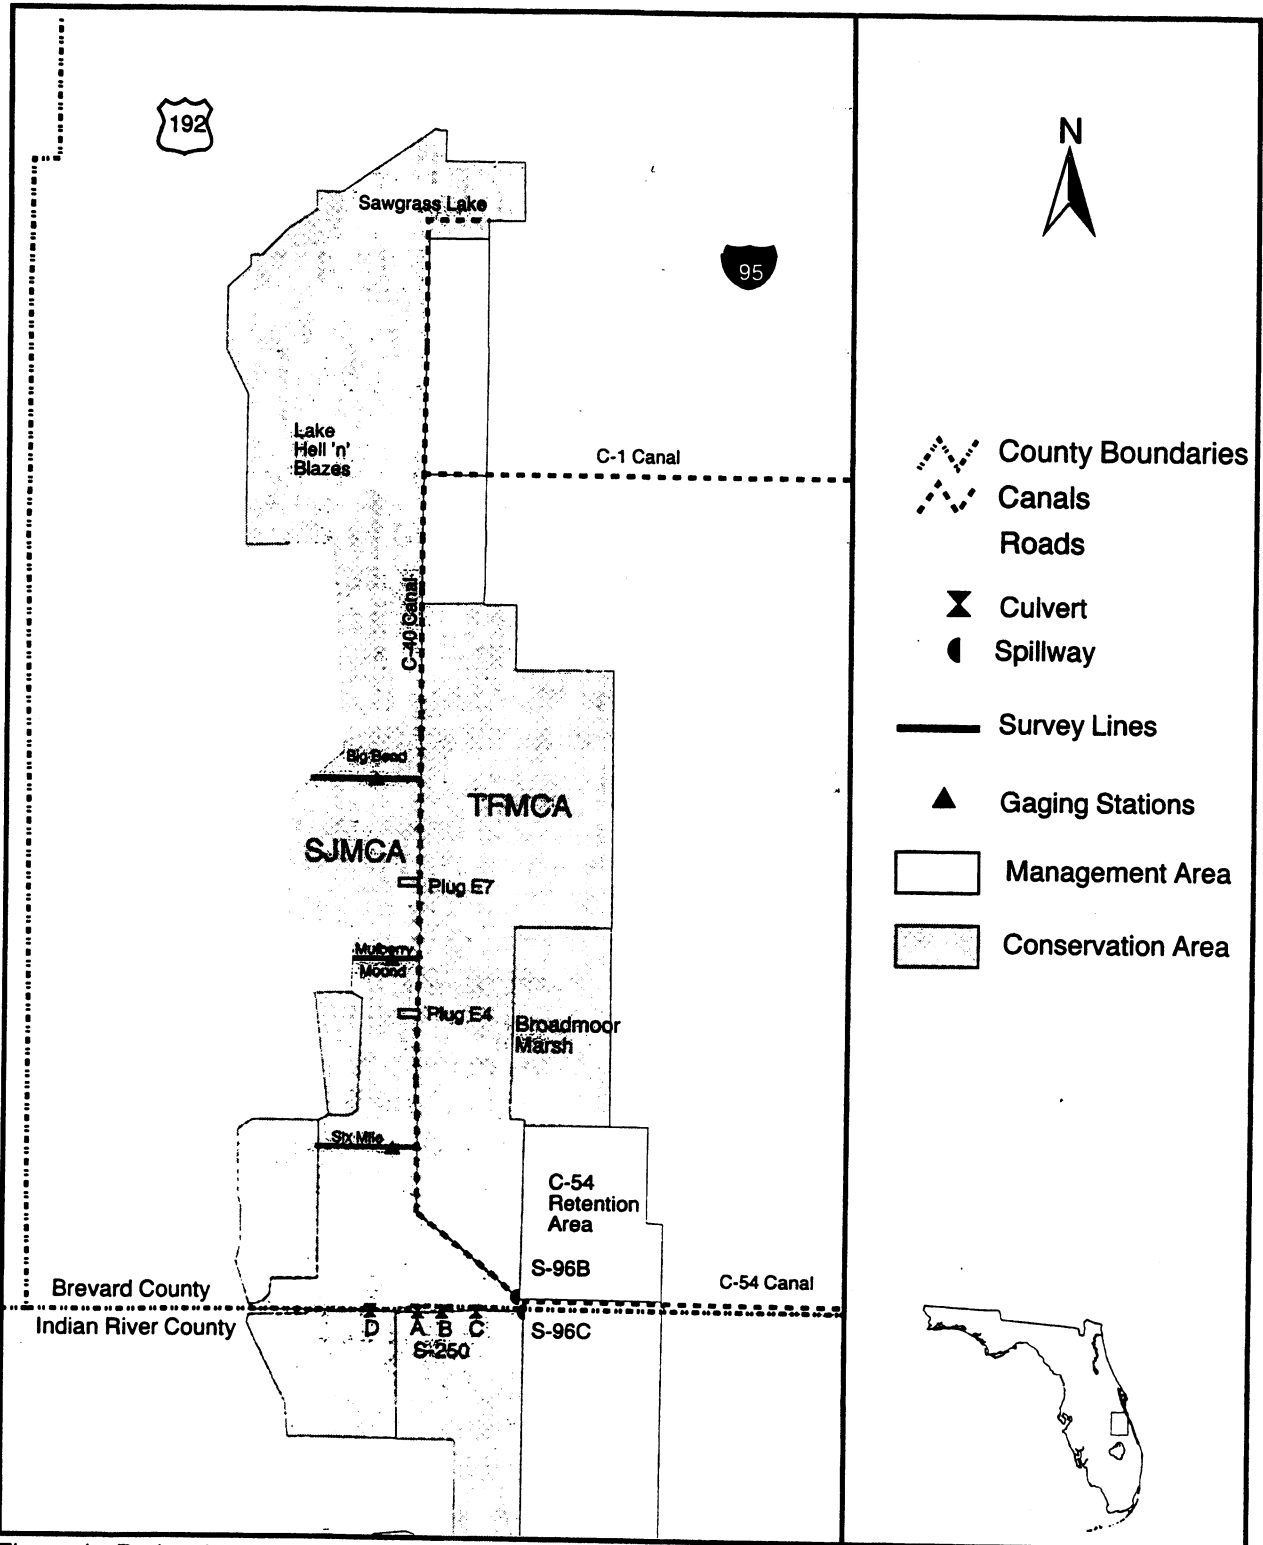 192
N
Sawgrass Lake
95
Lake
Hell 'n'
Blazes
C-1 Canal
County Boundaries
Canals
Roads
C-40 Canal
Culvert
Spillway
Survey Lines
Big Bend
TFMCA
Gaging Stations
SJMCA
Plug E7
Management Area
Mulberry
Mound
Conservation Area
Plug E4
Broadmoor
Marsh
Six Mile
C-54
Retention
Area
S-96B
C-54 Canal
Brevard County
Indian River County
D A B C
S-250
S-96C